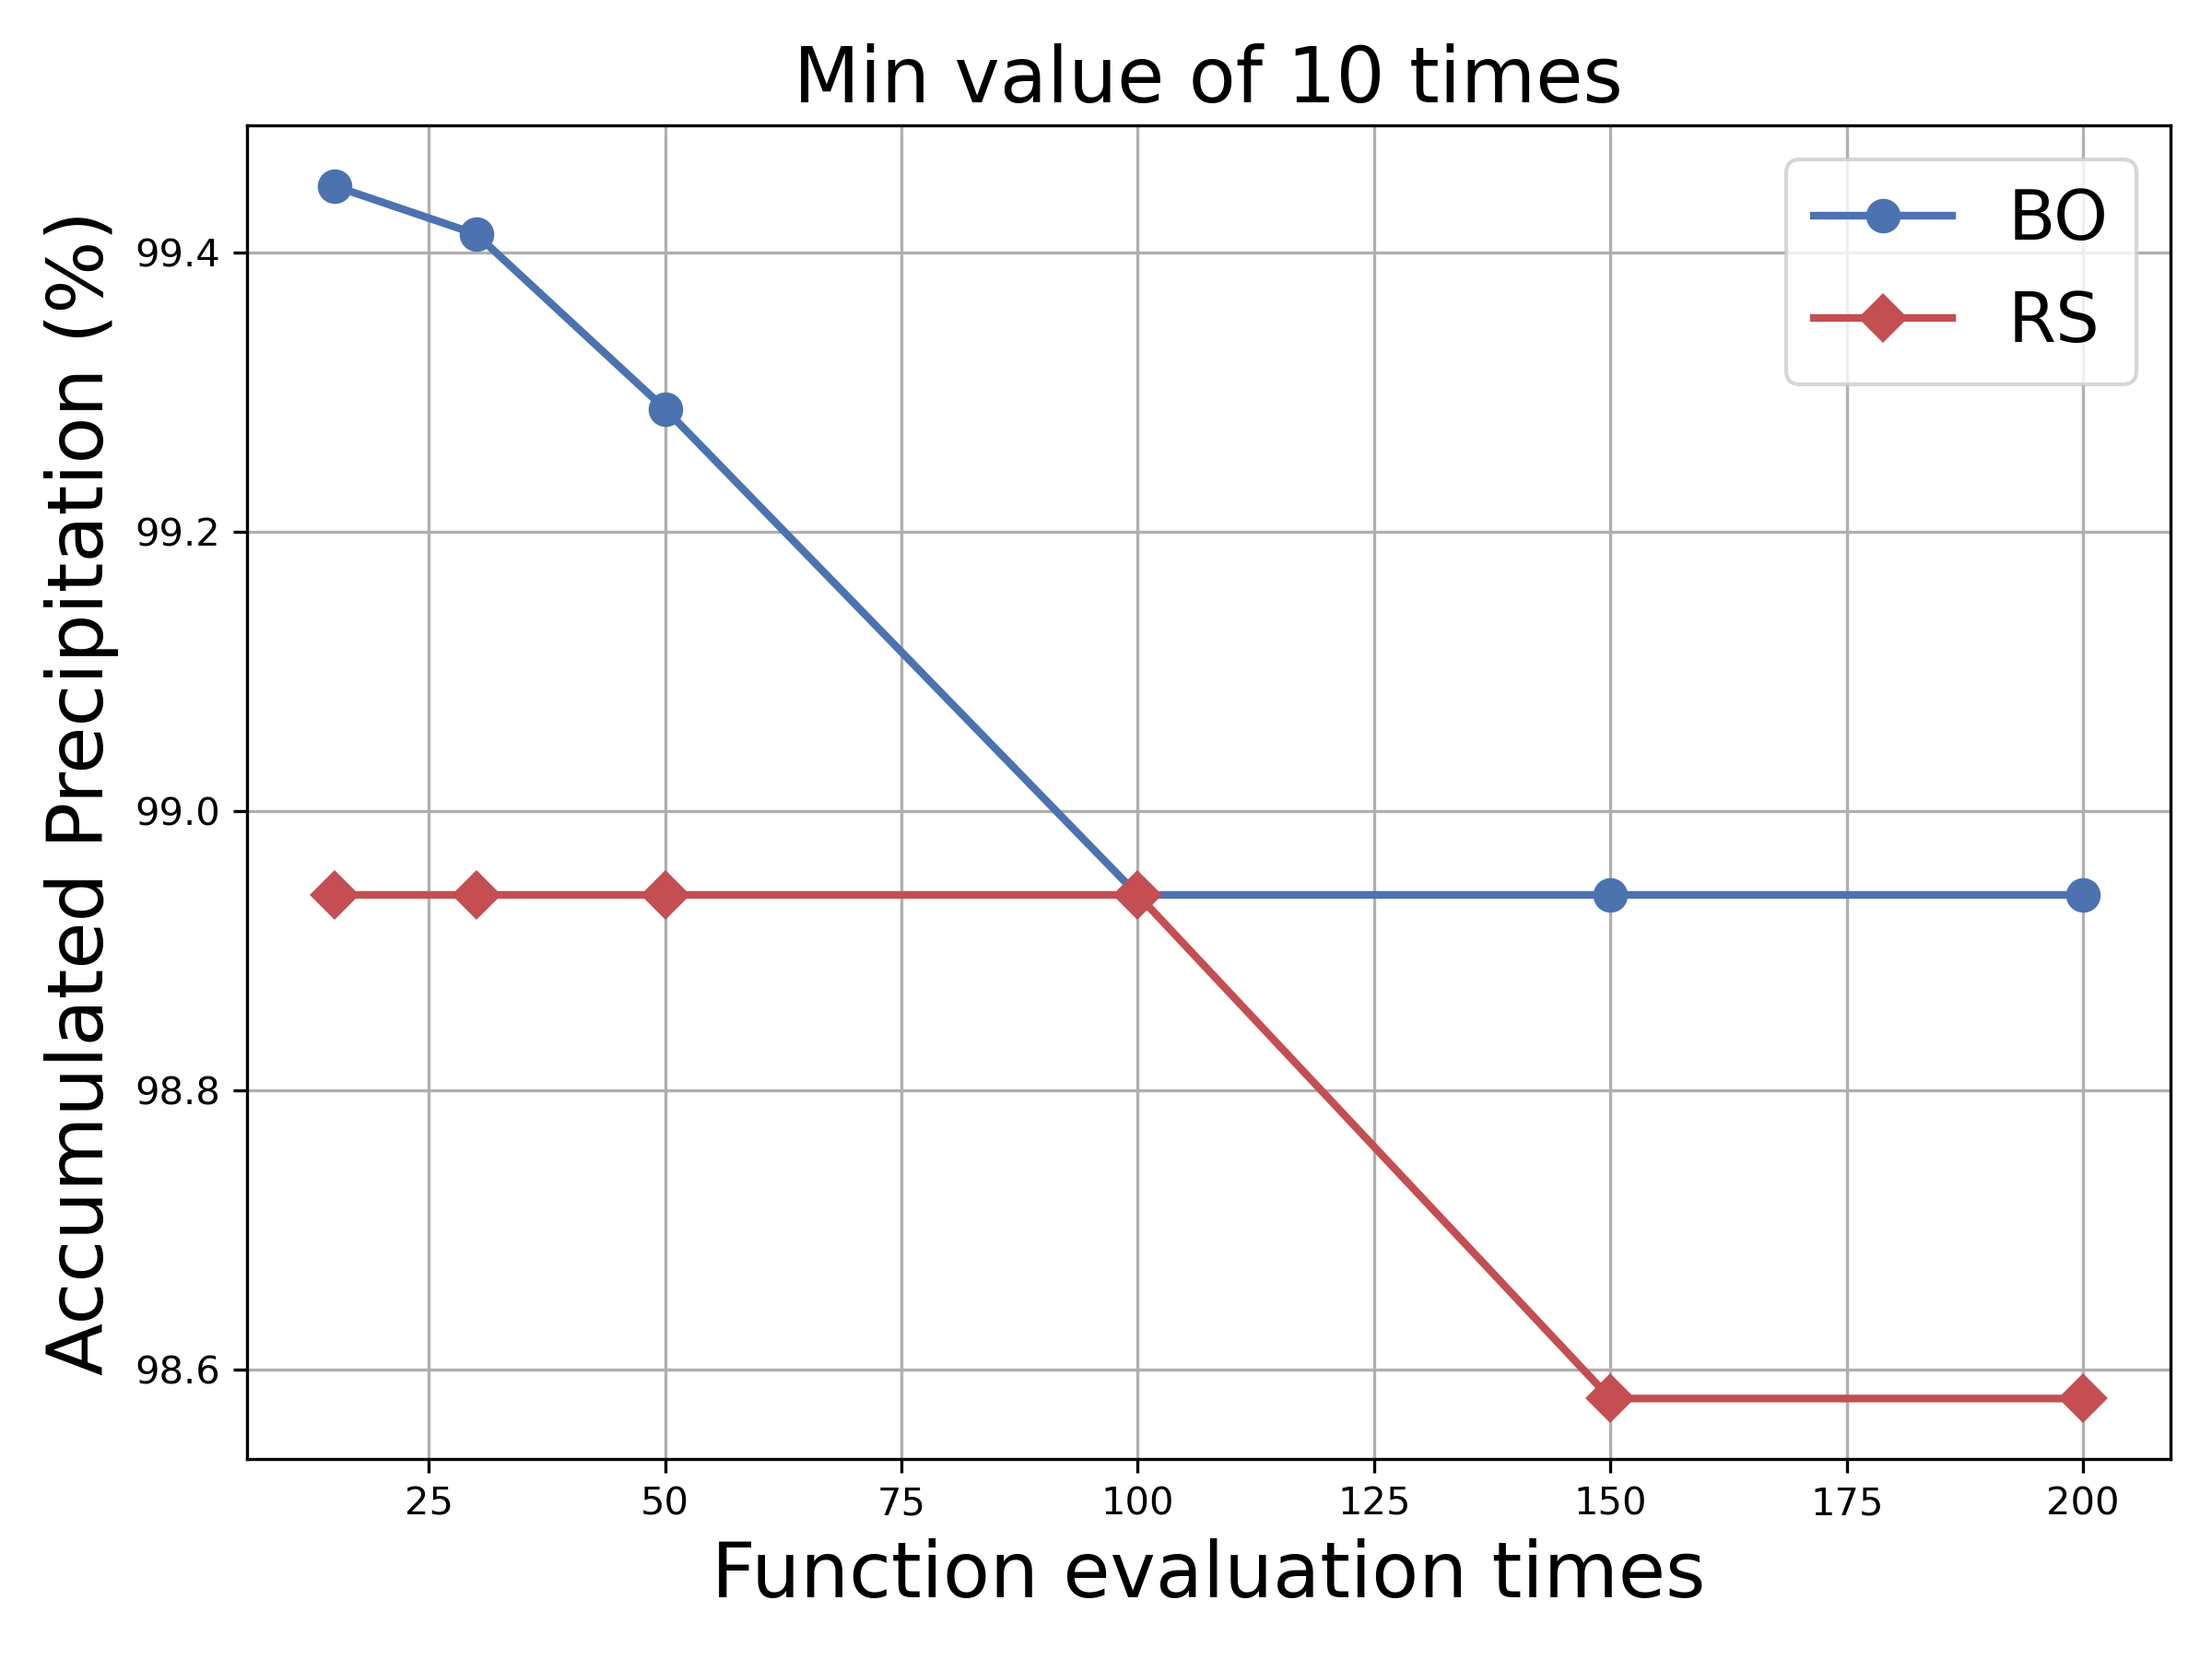 Min value of 10 times
Accumulated Precipitation (%)
99.4
99.2
99.0
98.8
98.6
BO
RS
25 50 75 100 125 150 175 200
Function evaluation times